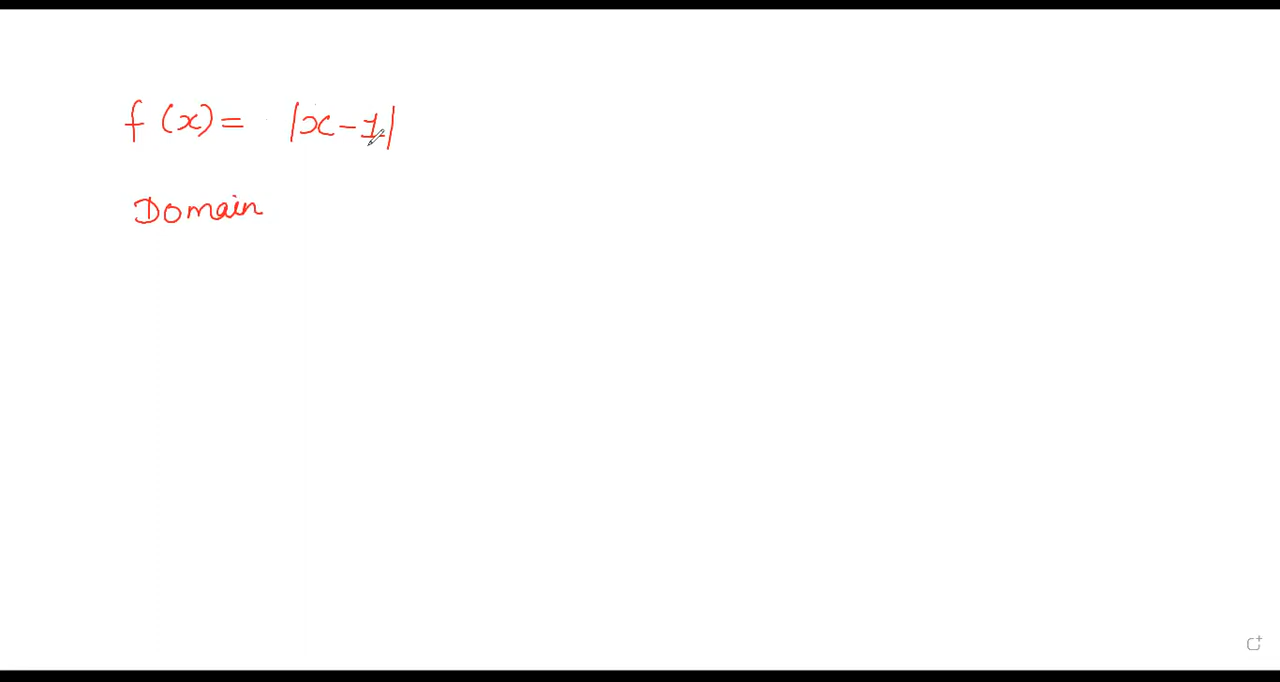 f(x) = |x-1|
Domain